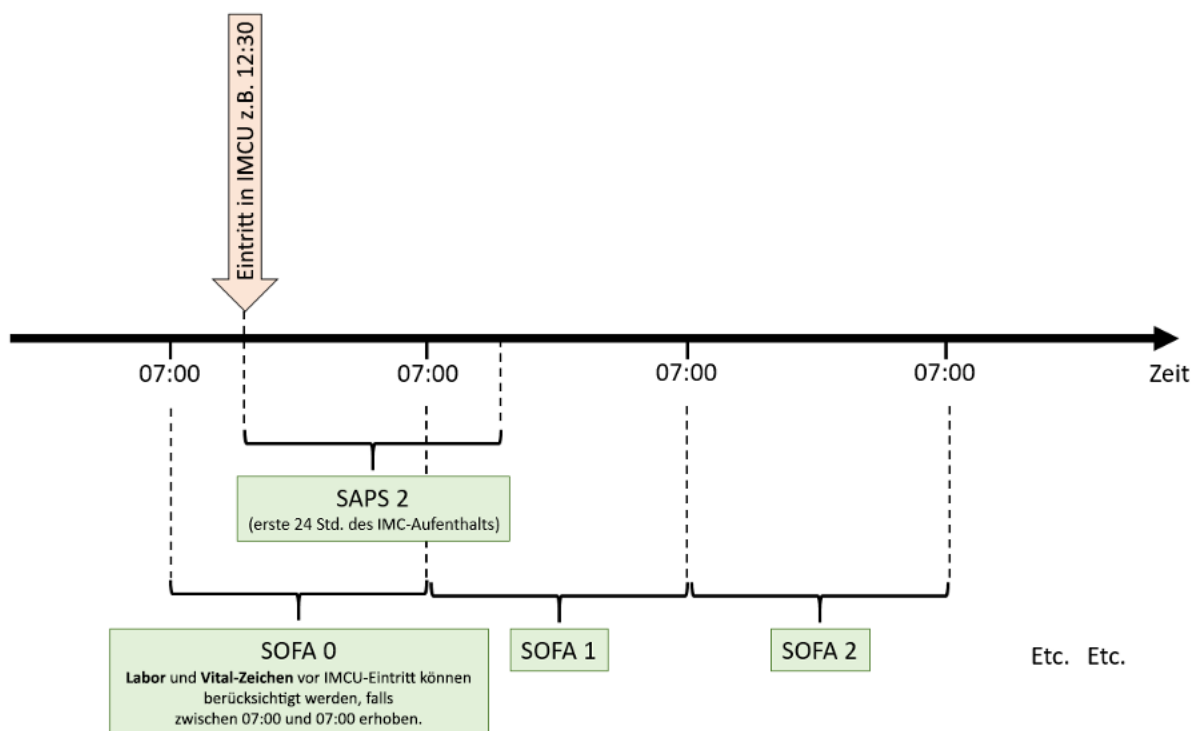 Eintritt in IMCU z.B. 12:30
07:00
07:00
07:00
07:00
Zeit
SAPS 2
(erste 24 Std. des IMC-Aufenthalts)
SOFA 0
Labor und Vital-Zeichen vor IMCU-Eintritt können
berücksichtigt werden, falls
zwischen 07:00 und 07:00 erhoben.
SOFA 1
SOFA 2
Etc. Etc.